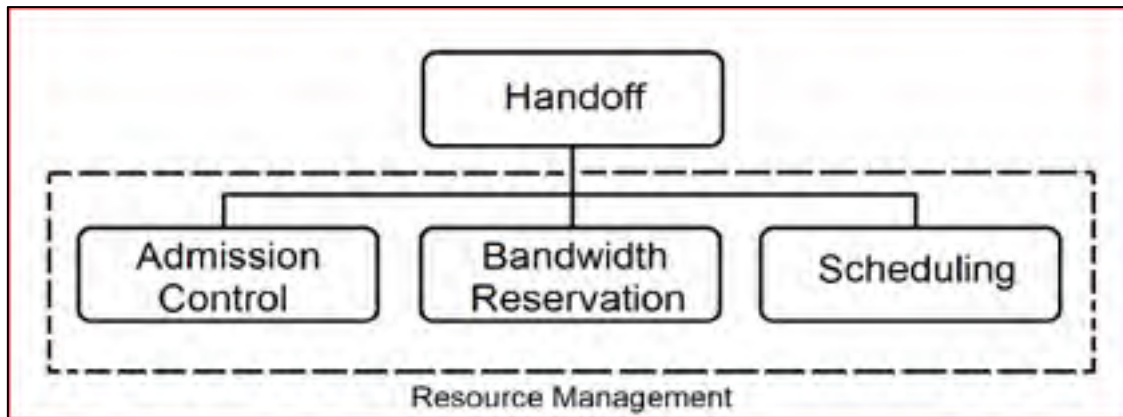 Handoff
Admission
Control
Bandwidth
Reservation
Scheduling
Resource Management